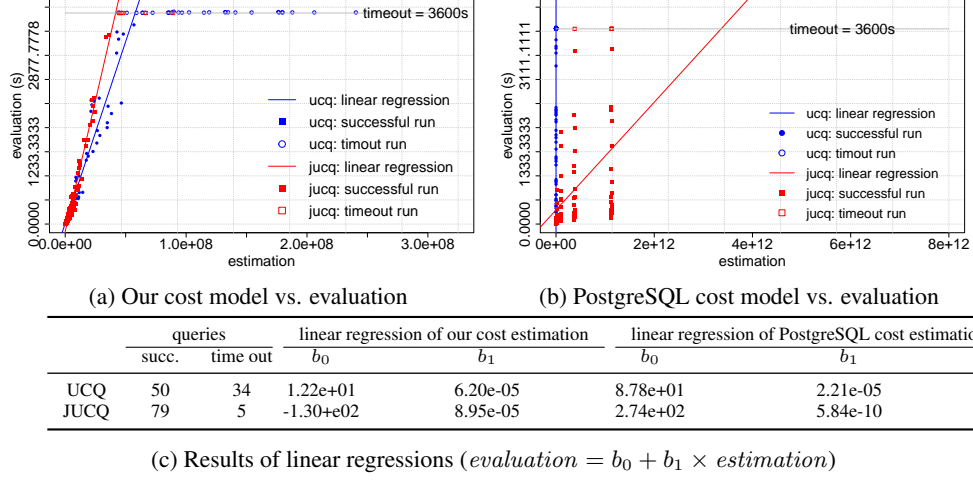 timeout = 3600s
evaluation (s)
0.0000
1233.3333
2877.7778
ucq: linear regression
ucq: successful run
ucq: timout run
jucq: linear regression
jucq: successful run
jucq: timeout run
0.0e+00
1.0e+08
2.0e+08
3.0e+08
estimation
(a) Our cost model vs. evaluation
timeout = 3600s
evaluation (s)
0.0000
1333.3333
3111.1111
ucq: linear regression
ucq: successful run
ucq: timout run
jucq: linear regression
jucq: successful run
jucq: timeout run
0e+00
2e+12
4e+12
6e+12
8e+12
estimation
(b) PostgreSQL cost model vs. evaluation
queries linear regression of our cost estimation linear regression of PostgreSQL cost estimatio
succ. time out b0 b1 b0 b1
UCQ 50 34 1.22e+01 6.20e-05 8.78e+01 2.21e-05
JUCQ 79 5 -1.30+e02 8.95e-05 2.74e+02 5.84e-10
(c) Results of linear regressions (evaluation = b0 + b1 × estimation)